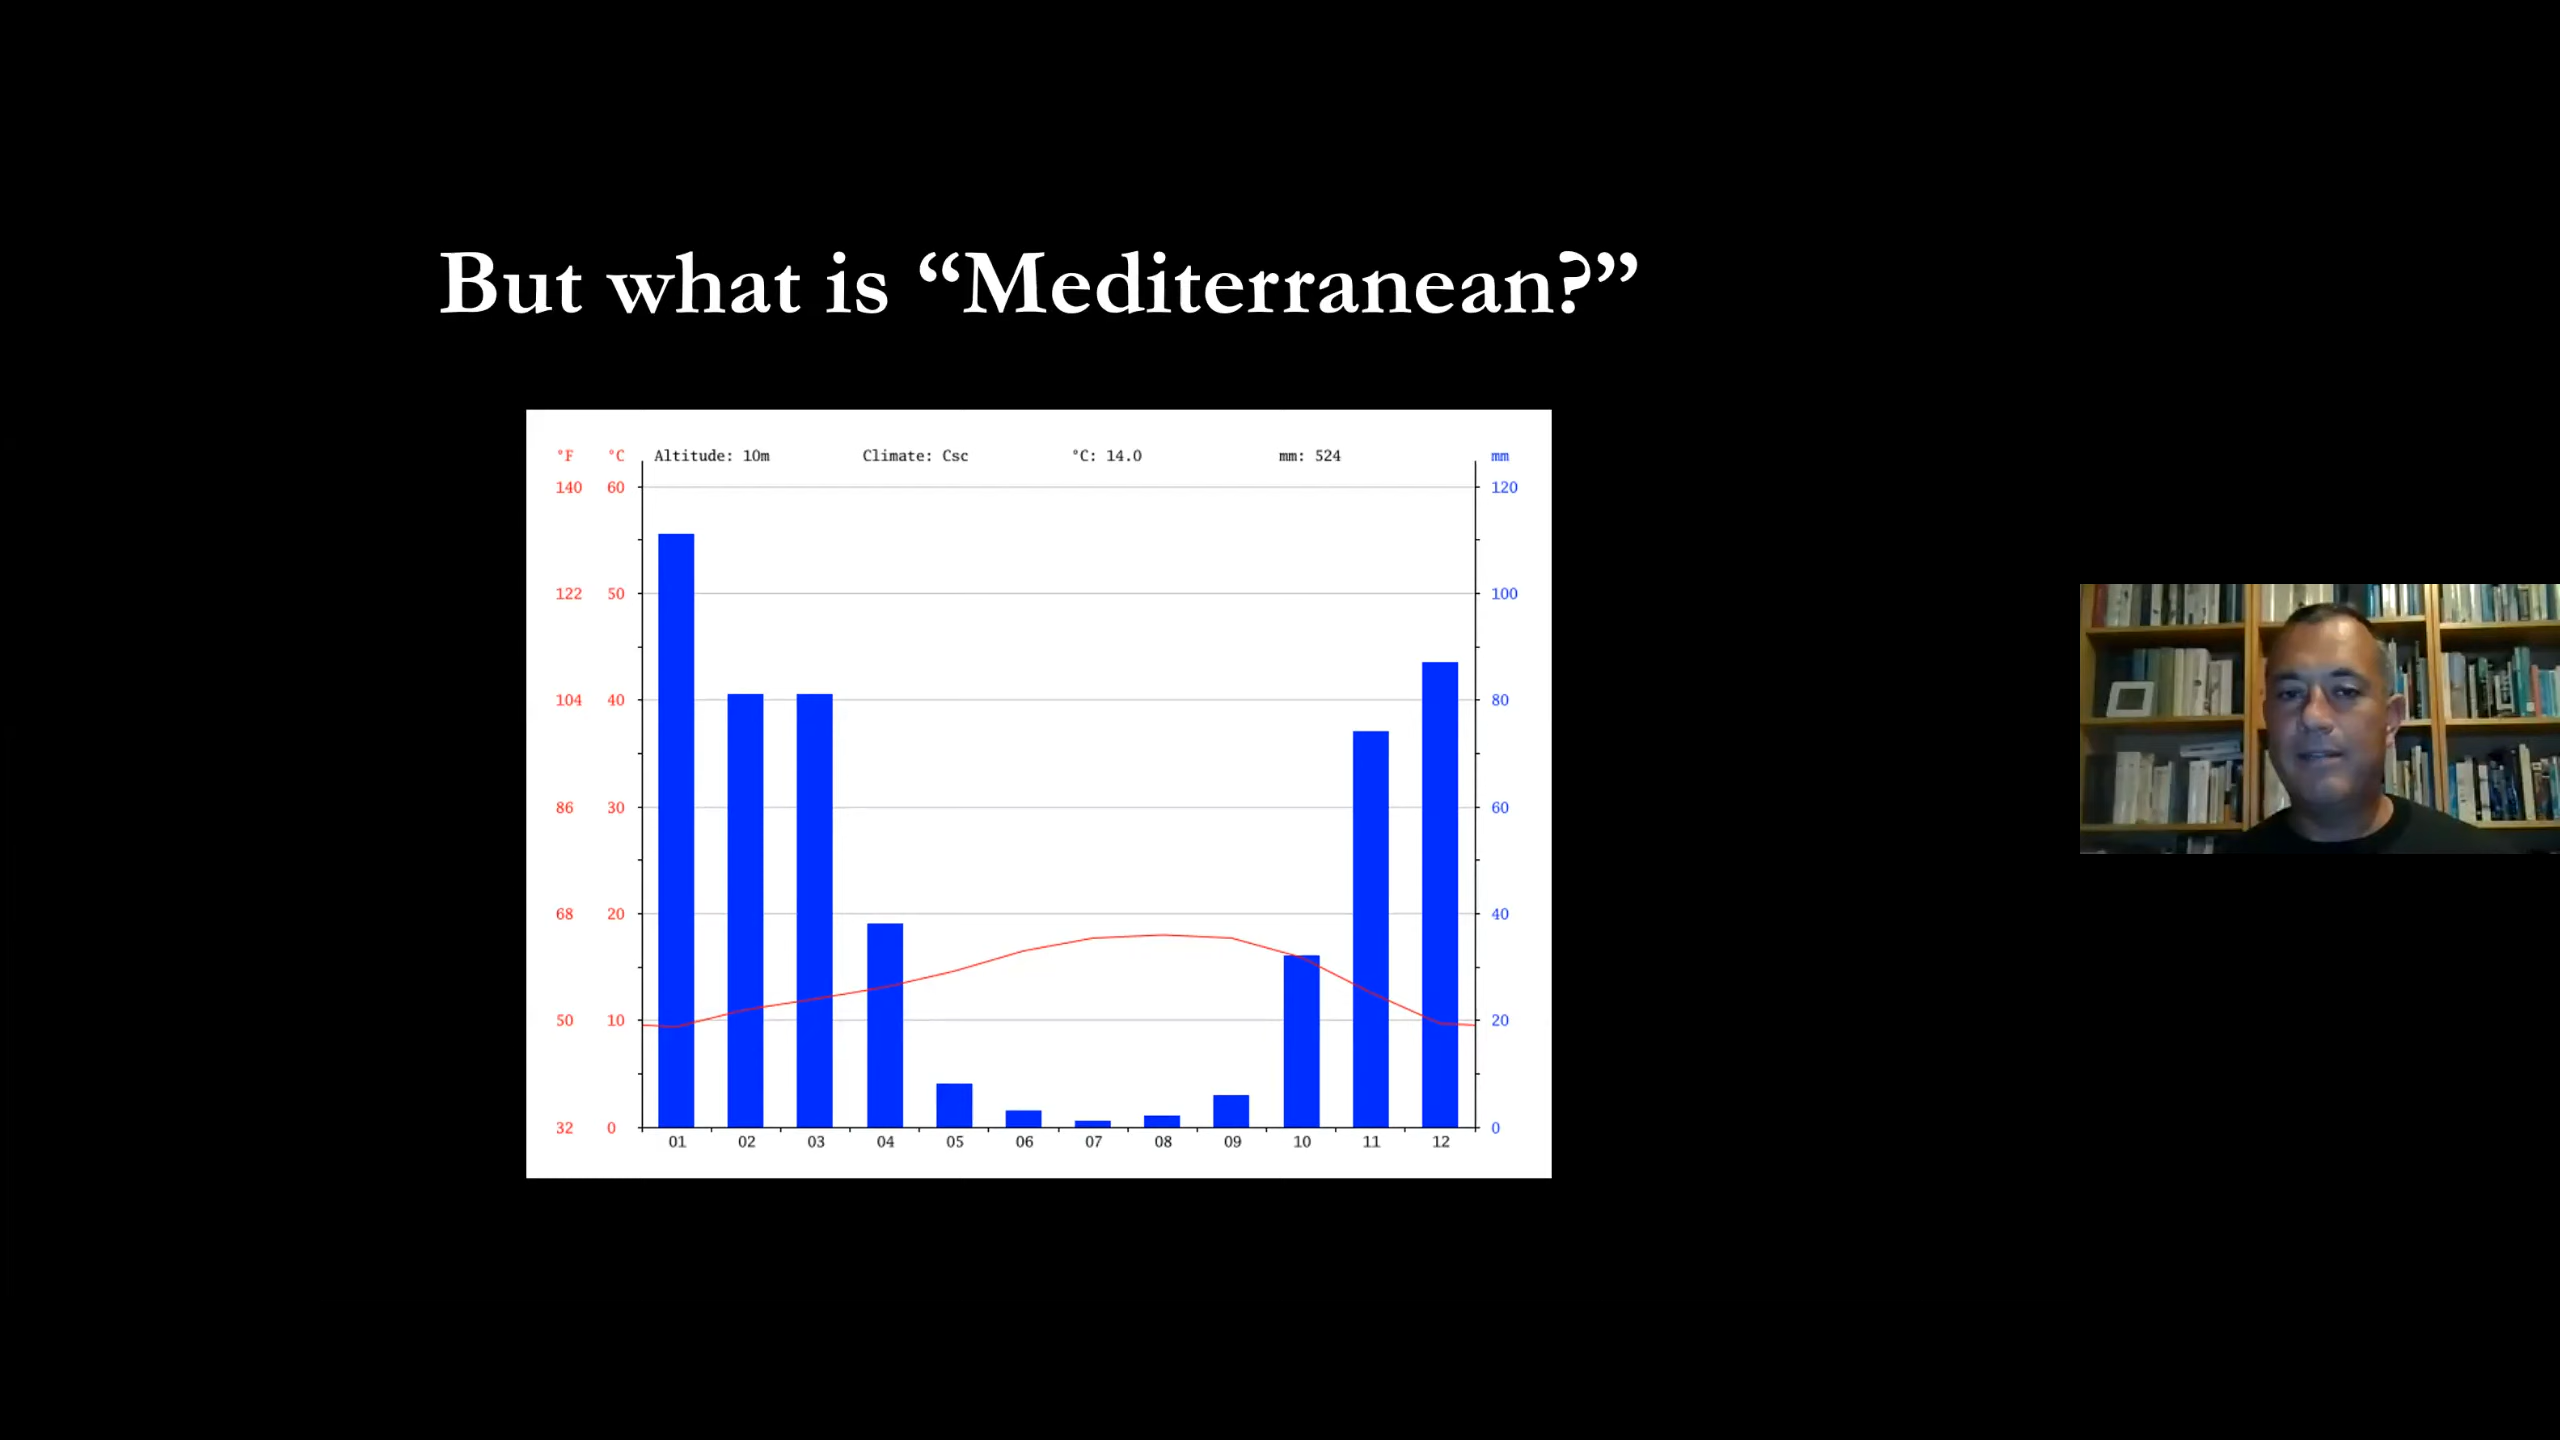 But what is “Mediterranean?”
°F °C Altitude: 10m Climate: Csc °C: 14.0 mm: 524 mm
140 60 120
122 50 100
104 40 80
86 30 60
68 20 40
50 10 20
32 0 0
01 02 03 04 05 06 07 08 09 10 11 12